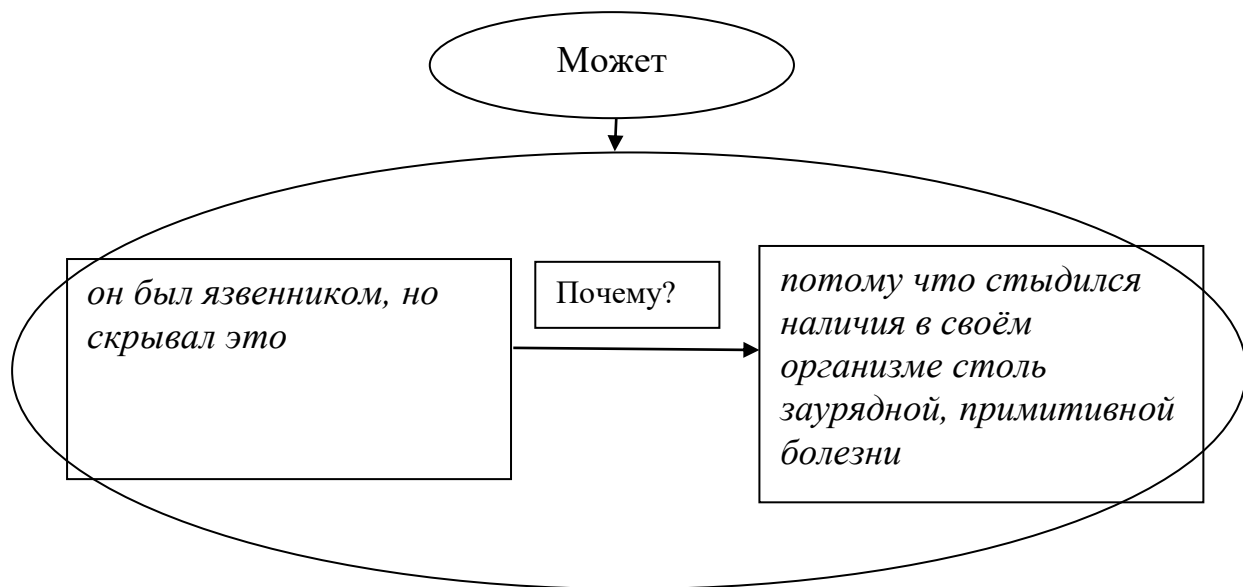 Может
он был язвенником, но
скрывал это
Почему?
потому что стыдился
наличия в своём
организме столь
заурядной, примитивной
болезни